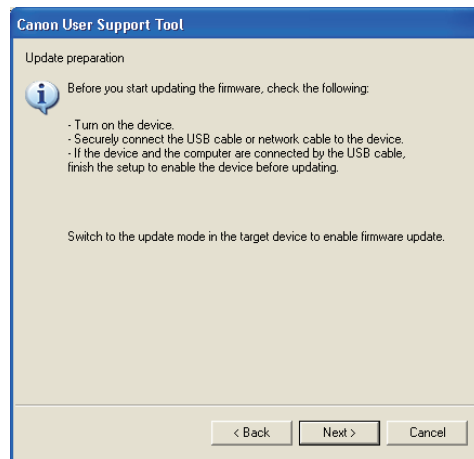 Canon User Support Tool
Update preparation
Before you start updating the firmware, check the following:
- Turn on the device.
- Securely connect the USB cable or network cable to the device.
- If the device and the computer are connected by the USB cable,
finish the setup to enable the device before updating.
Switch to the update mode in the target device to enable firmware update.
< Back Next > Cancel